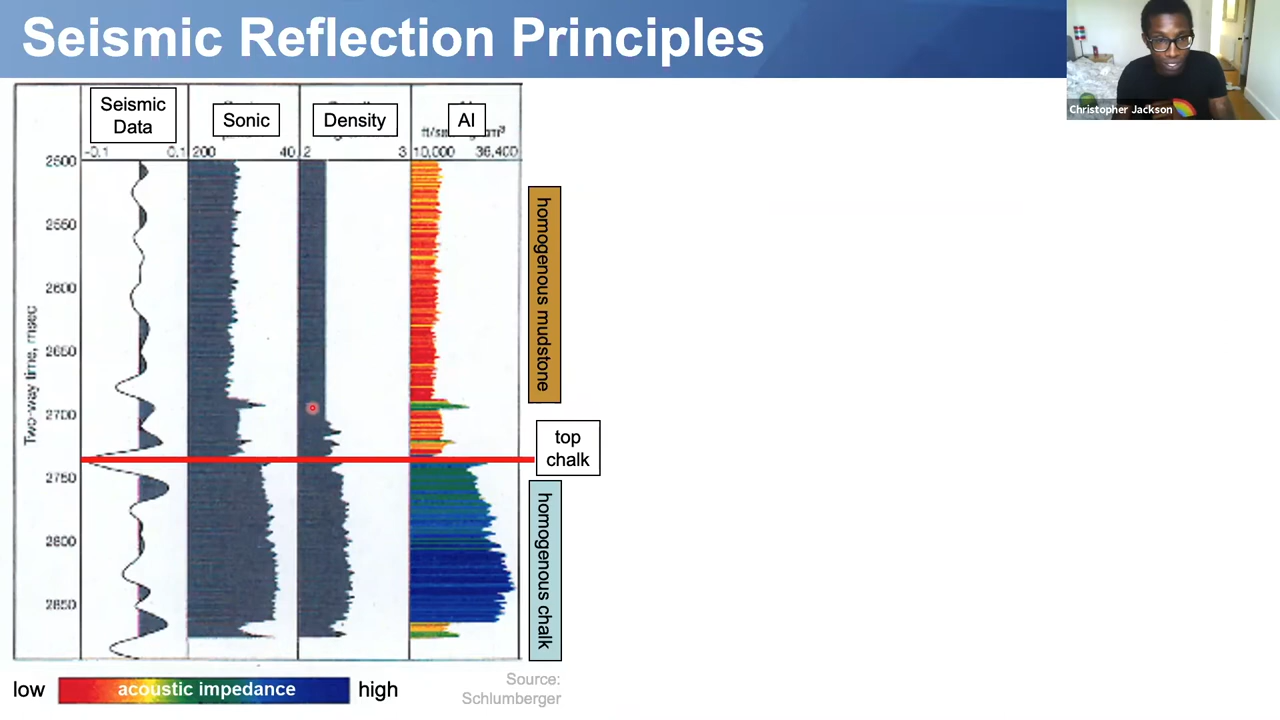 Seismic Reflection Principles
Christopher Jackson
Seismic
Data
Sonic
Density
AI
-0.1
0.1
200
40
2
3
10,000
36,400
2500
2550
2600
2650
2700
2750
2800
2850
Two-way time, msec
homogenous mudstone
top
chalk
homogenous chalk
low
acoustic impedance
high
Source:
Schlumberger